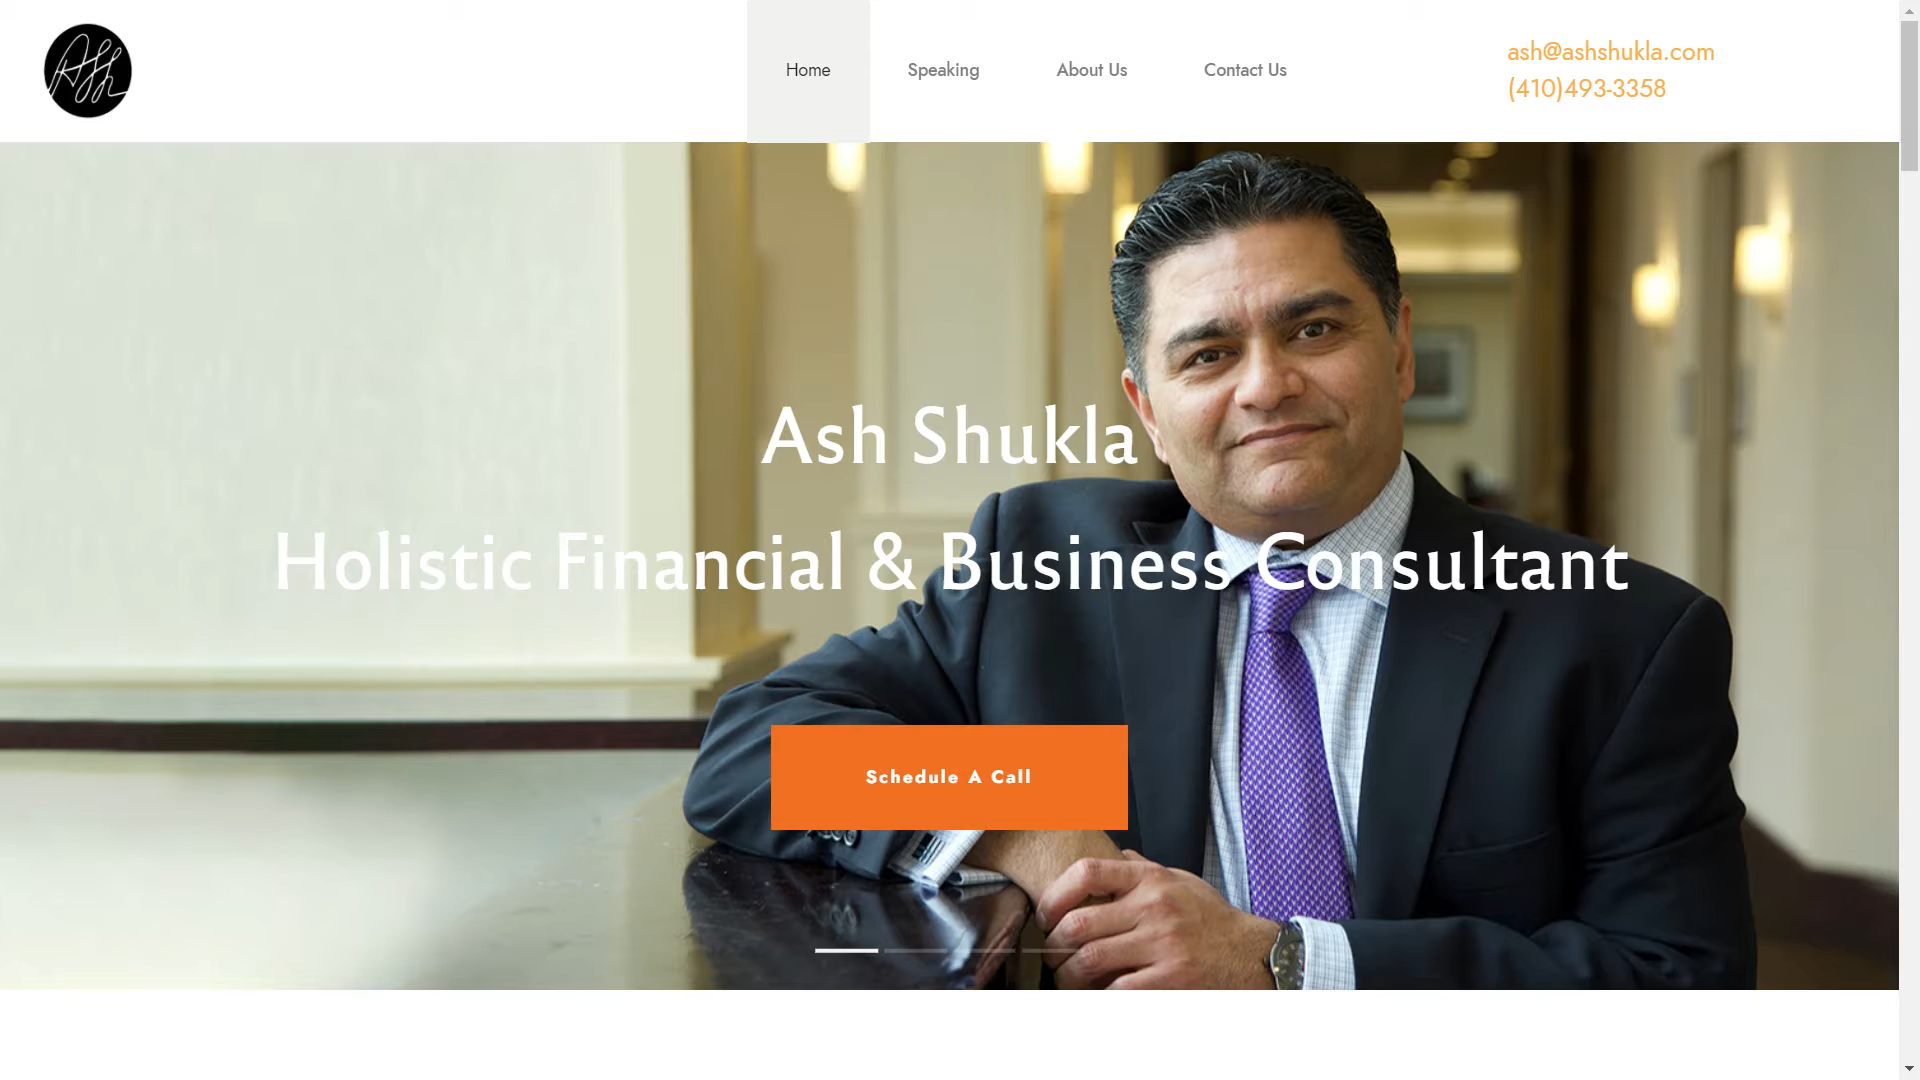 Ash
Home
Speaking
About Us
Contact Us
ash@ashshukla.com
(410)493-3358
Ash Shukla
Holistic Financial & Business Consultant
Schedule A Call